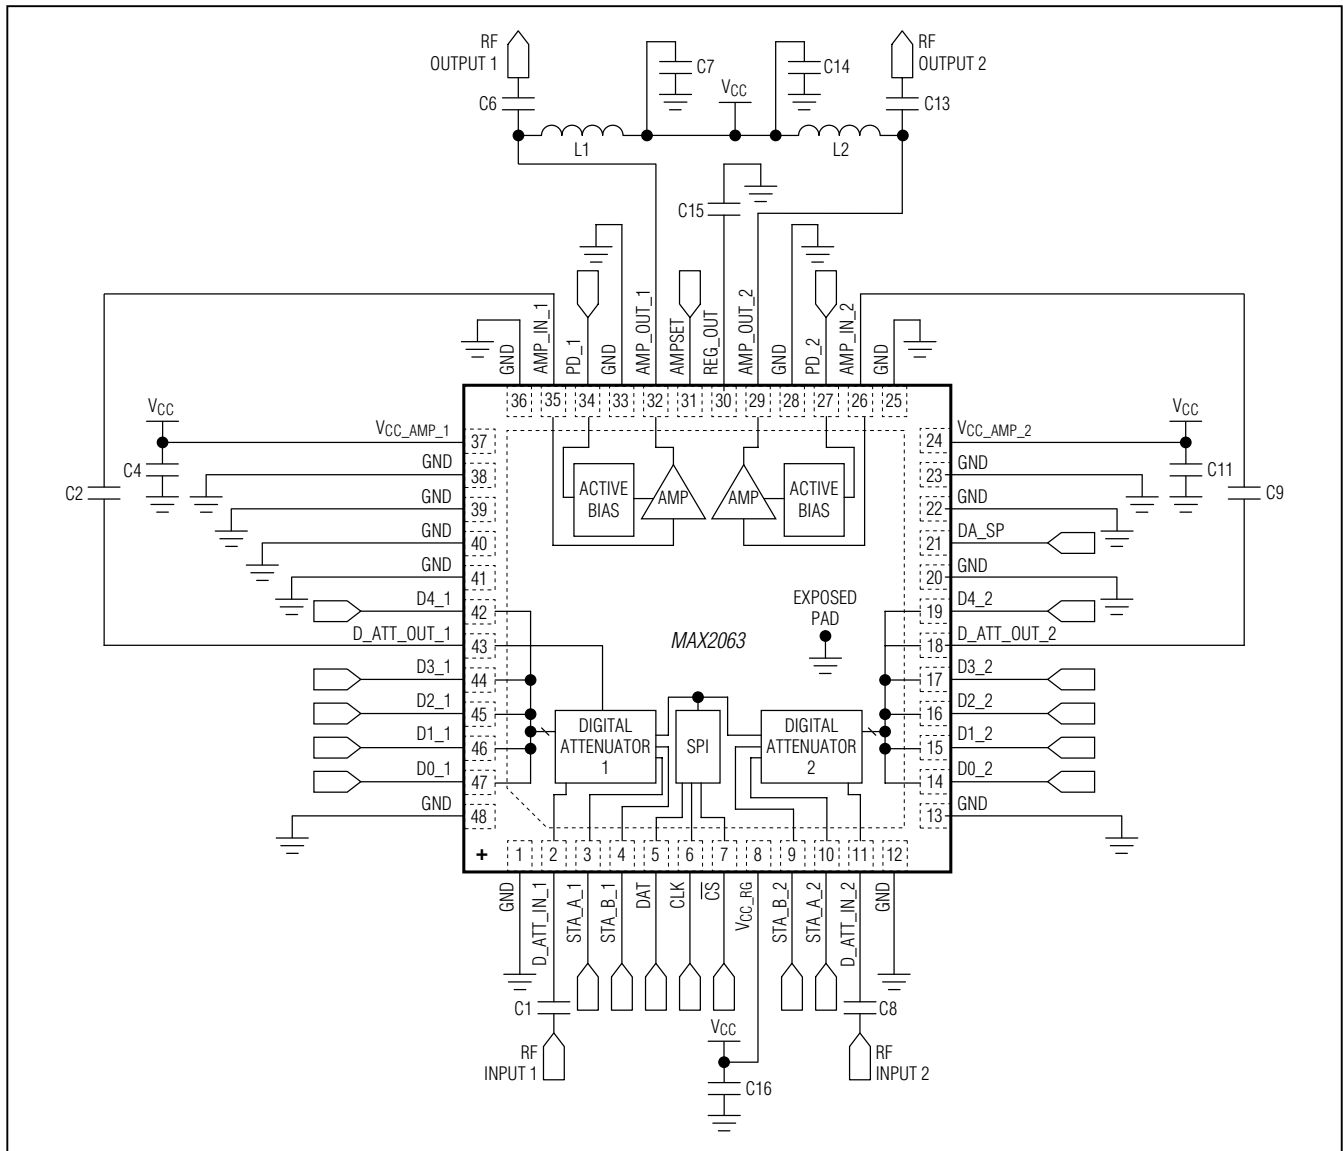 RF
OUTPUT 1
C6
L1
C7
VCC
C14
L2
RF
OUTPUT 2
C13
C15
GND
AMP_IN_1
PD_1
GND
AMP_OUT_1
AMPSET
REG_OUT
AMP_OUT_2
GND
PD_2
AMP_IN_2
GND
36 35 34 33 32 31 30 29 28 27 26 25
VCC
C4
C2
VCC_AMP_1 37
GND 38
GND 39
GND 40
GND 41
D4_1 42
D_ATT_OUT_1 43
D3_1 44
D2_1 45
D1_1 46
D0_1 47
GND 48
ACTIVE
BIAS
AMP
AMP
ACTIVE
BIAS
EXPOSED
PAD
MAX2063
DIGITAL
ATTENUATOR
1
SPI
DIGITAL
ATTENUATOR
2
VCC
C11
C9
24 VCC_AMP_2
23 GND
22 GND
21 DA_SP
20 GND
19 D4_2
18 D_ATT_OUT_2
17 D3_2
16 D2_2
15 D1_2
14 D0_2
13 GND
+ 1 2 3 4 5 6 7 8 9 10 11 12
GND
D_ATT_IN_1
STA_A_1
STA_B_1
DAT
CLK
CS
VCC_RG
STA_B_2
STA_A_2
D_ATT_IN_2
GND
C1
RF
INPUT 1
VCC
C16
C8
RF
INPUT 2